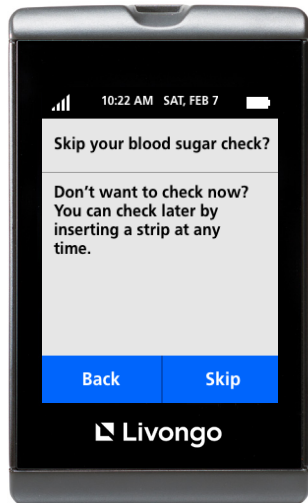 10:22 AM SAT, FEB 7
Skip your blood sugar check?
Don't want to check now?
You can check later by
inserting a strip at any
time.
Back Skip
Livongo